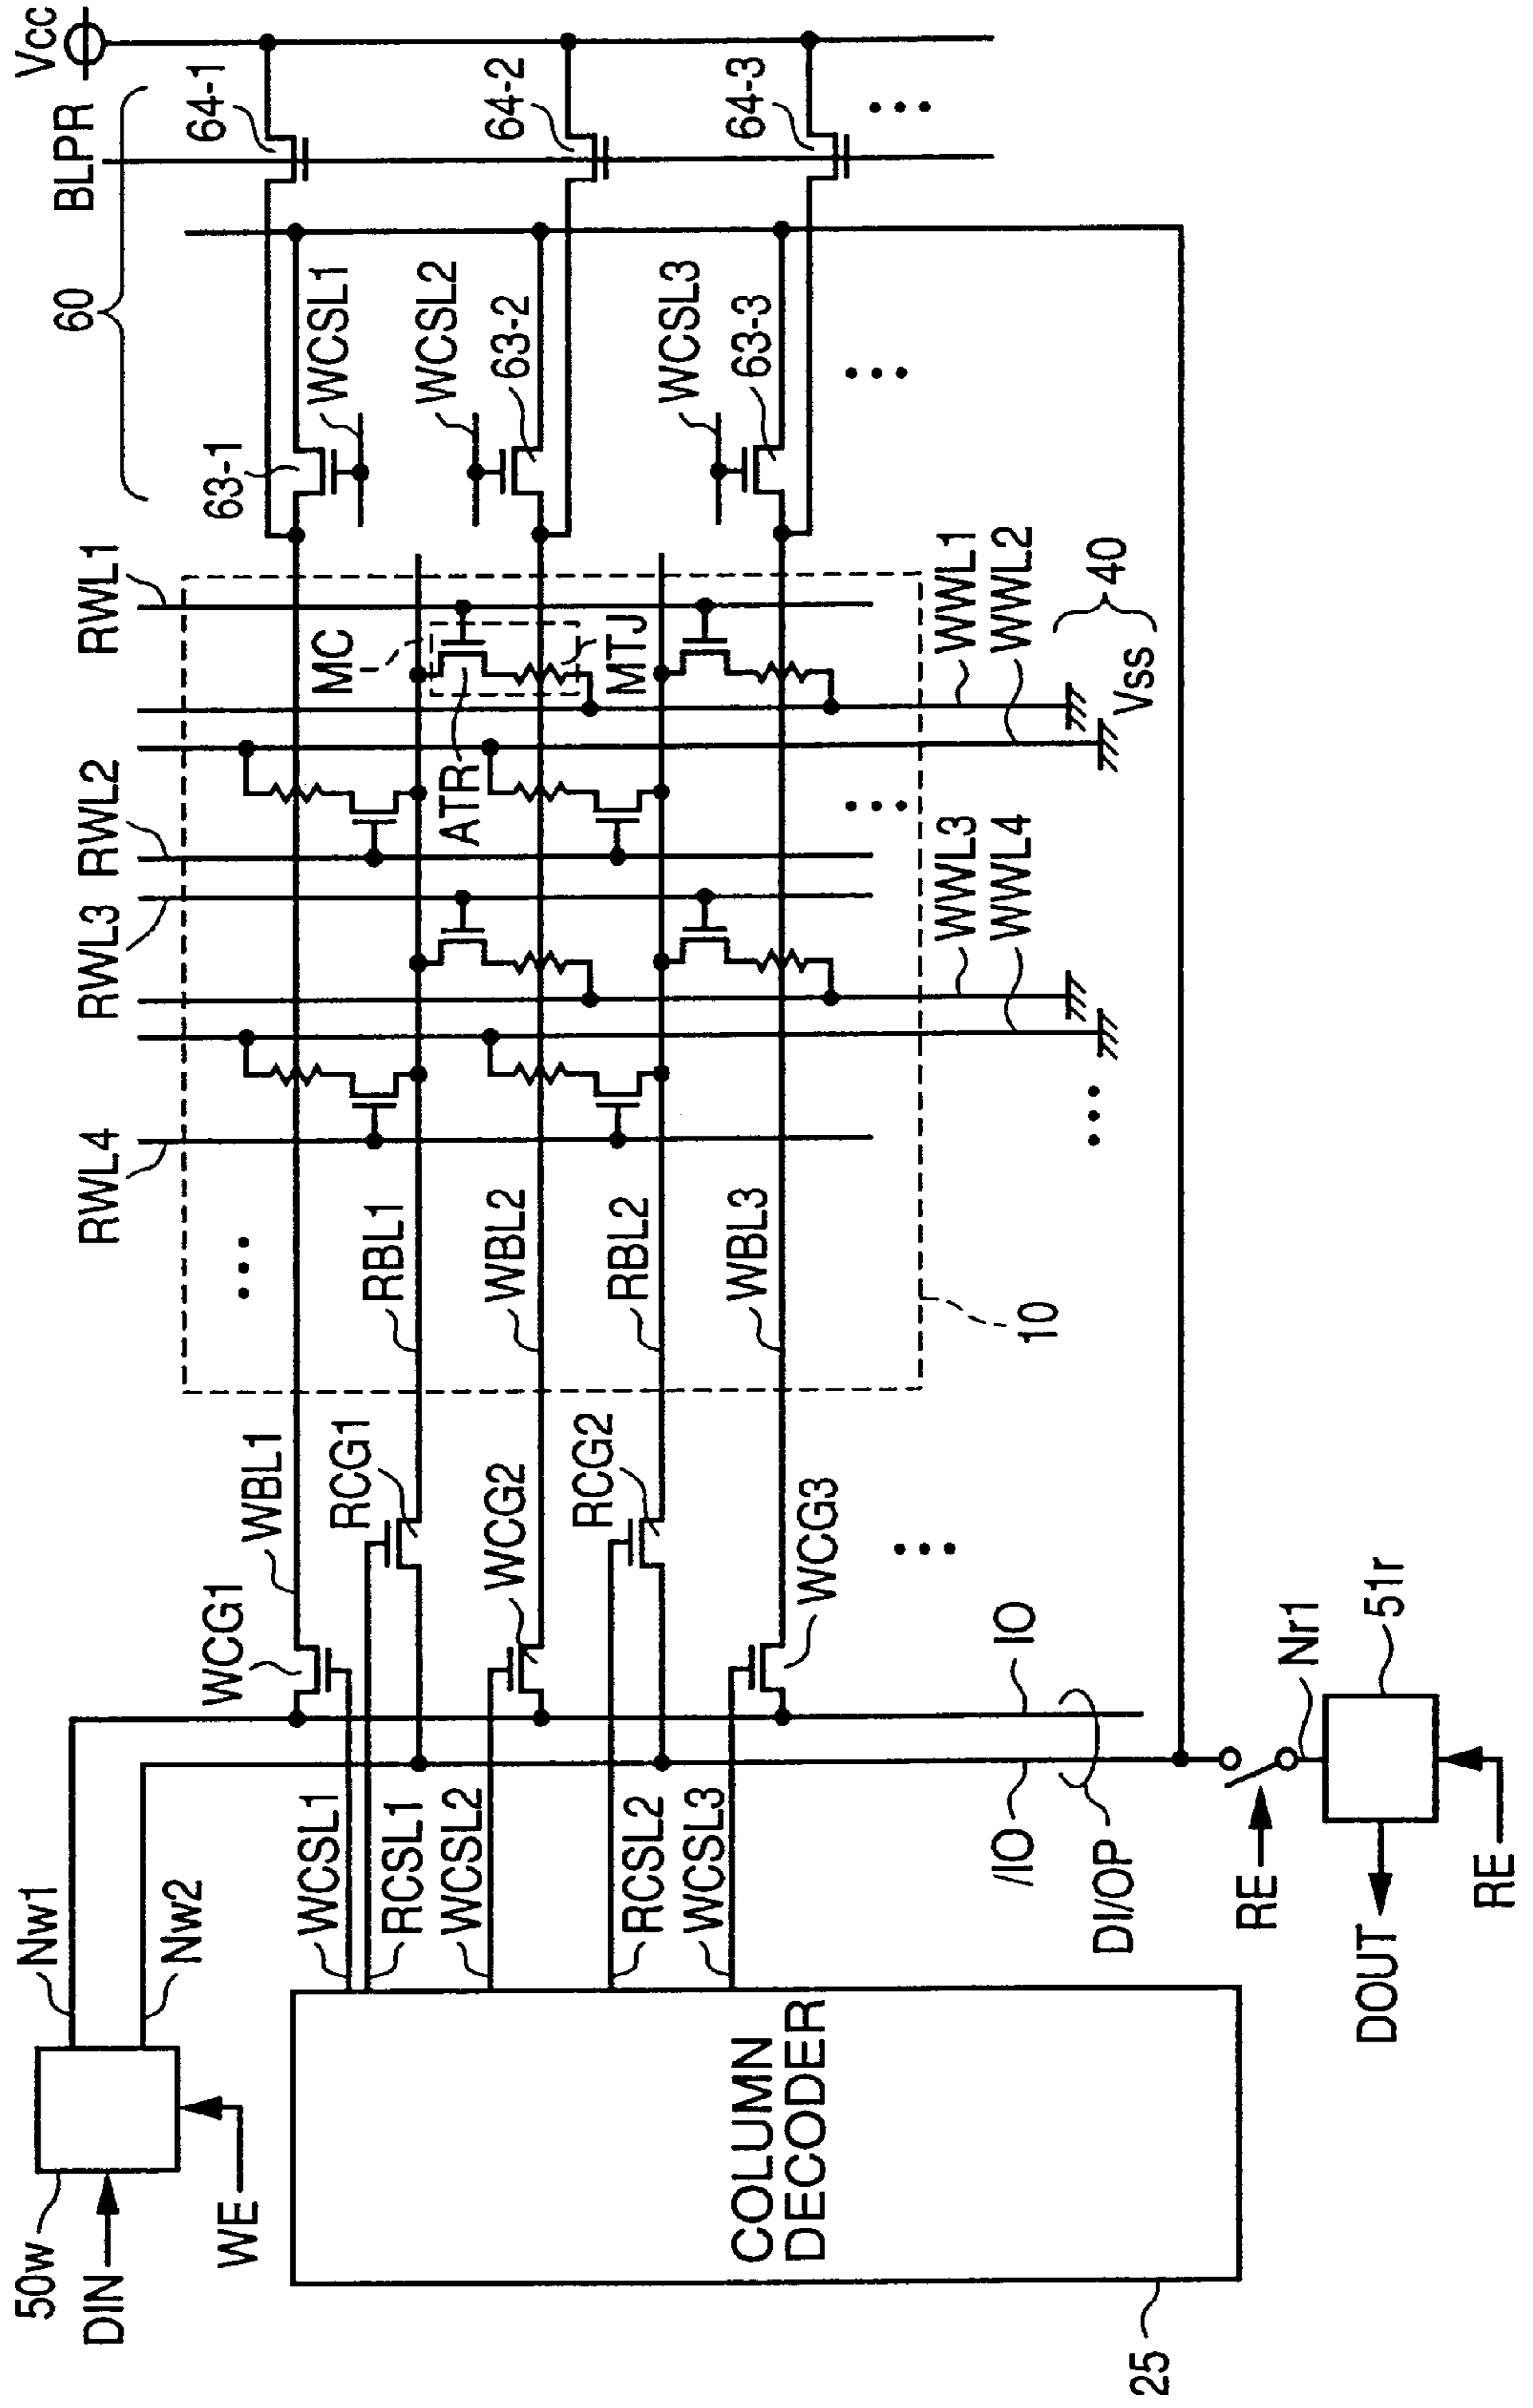 Vcc
BLPR
60
64-1
64-2
64-3
WCSL1
WCSL2
WCSL3
63-1
63-2
63-3
RWL1
RWL2
RWL3
RWL4
MC
ATR
MTJ
WWL1
WWL2
40
Vss
WWL3
WWL4
RBL1
WBL2
RBL2
WBL3
10
WBL1
RCG1
WCG2
RCG2
WCG3
WCG1
IO
/IO
DI/OP
Nr1
51r
RE
RE
DOUT
WCSL1
RCSL1
WCSL2
RCSL2
WCSL3
Nw1
Nw2
50w
DIN
WE
COLUMN
DECODER
25